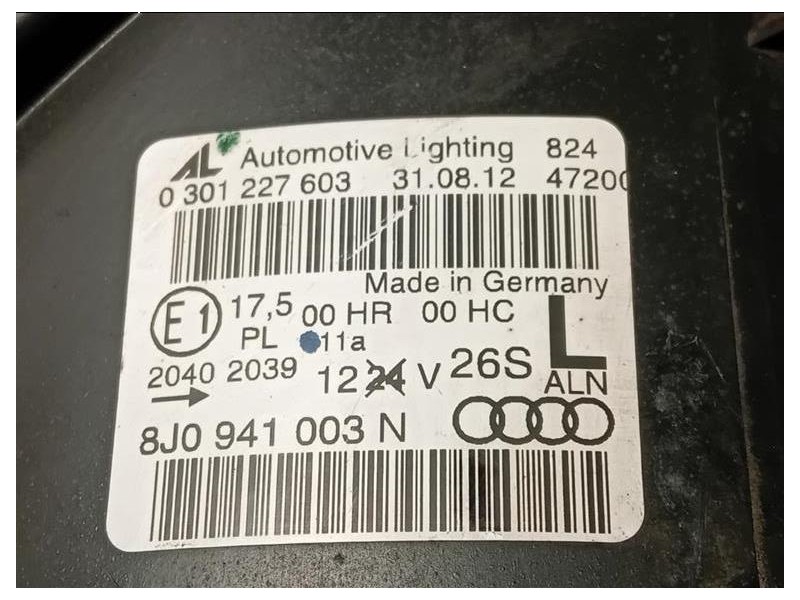 AL Automotive Lighting 824
0 301 227 603 31.08.12 47200
Made in Germany
E1 17,5 00 HR 00 HC L
PL 11a
2040 2039 12 24 V 26S ALN
8J0 941 003 N